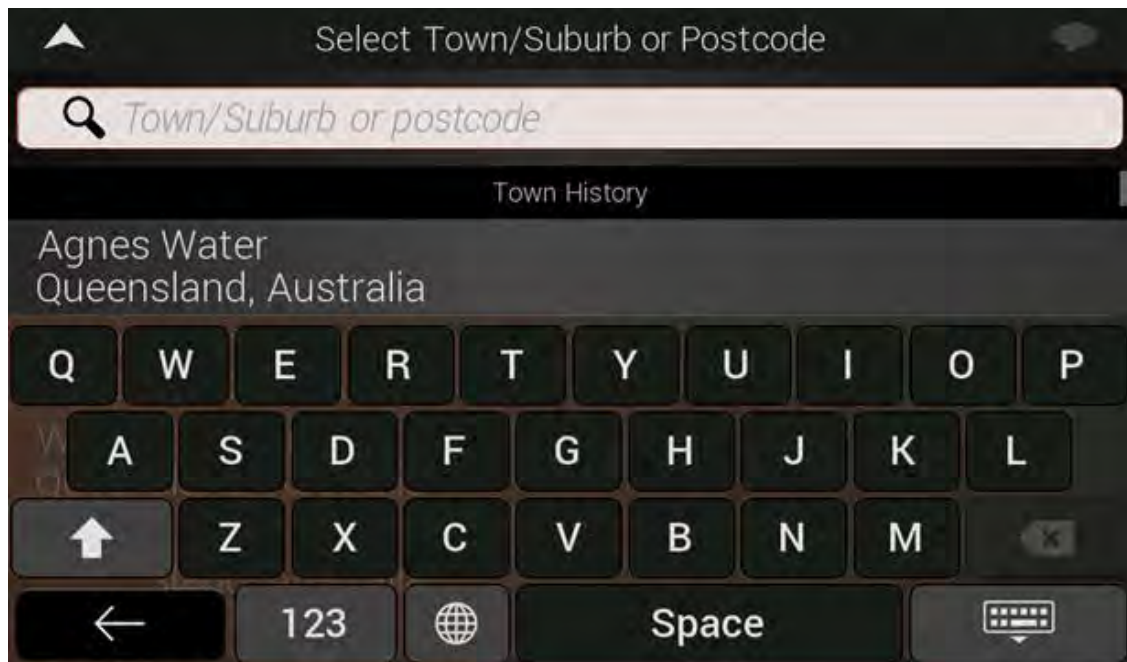 Select Town/Suburb or Postcode
Town/Suburb or postcode
Town History
Agnes Water
Queensland, Australia
Q W E R T Y U I O P
A S D F G H J K L
Z X C V B N M
123 Space